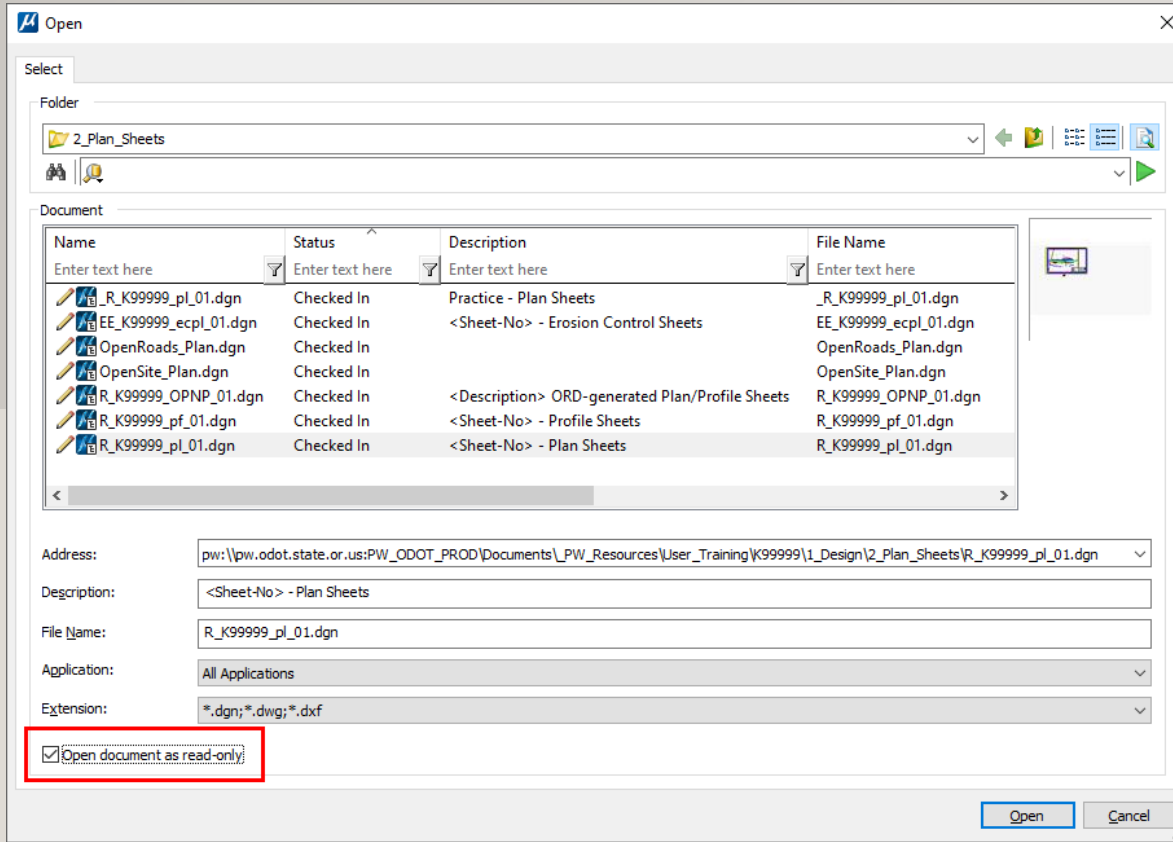 Open
Select
Folder
2_Plan_Sheets
Document
Name Status Description File Name
Enter text here Enter text here Enter text here Enter text here
_R_K99999_pl_01.dgn Checked In Practice - Plan Sheets _R_K99999_pl_01.dgn
EE_K99999_ecpl_01.dgn Checked In <Sheet-No> - Erosion Control Sheets EE_K99999_ecpl_01.dgn
OpenRoads_Plan.dgn Checked In OpenRoads_Plan.dgn
OpenSite_Plan.dgn Checked In OpenSite_Plan.dgn
R_K99999_OPNP_01.dgn Checked In <Description> ORD-generated Plan/Profile Sheets R_K99999_OPNP_01.dgn
R_K99999_pf_01.dgn Checked In <Sheet-No> - Profile Sheets R_K99999_pf_01.dgn
R_K99999_pl_01.dgn Checked In <Sheet-No> - Plan Sheets R_K99999_pl_01.dgn
Address: pw:\\pw.odot.state.or.us:PW_ODOT_PROD\Documents\_PW_Resources\User_Training\K99999\1_Design\2_Plan_Sheets\R_K99999_pl_01.dgn
Description: <Sheet-No> - Plan Sheets
File Name: R_K99999_pl_01.dgn
Application: All Applications
Extension: *.dgn;*.dwg;*.dxf
Open document as read-only
Open Cancel